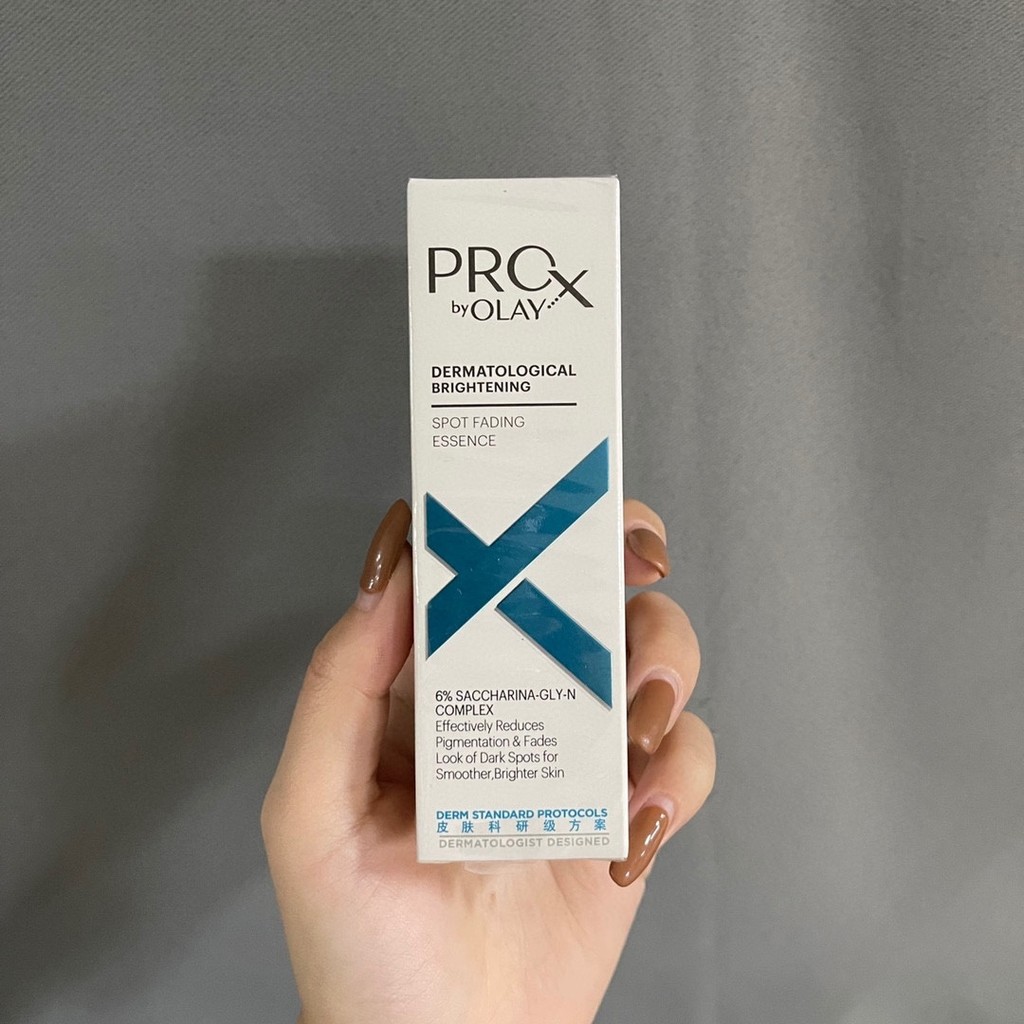 PROX
by OLAY
DERMATOLOGICAL
BRIGHTENING
SPOT FADING
ESSENCE
6% SACCHARINA-GLY-N
COMPLEX
Effectively Reduces
Pigmentation & Fades
Look of Dark Spots for
Smoother,Brighter Skin
DERM STANDARD PROTOCOLS
皮肤科研级方案
DERMATOLOGIST DESIGNED